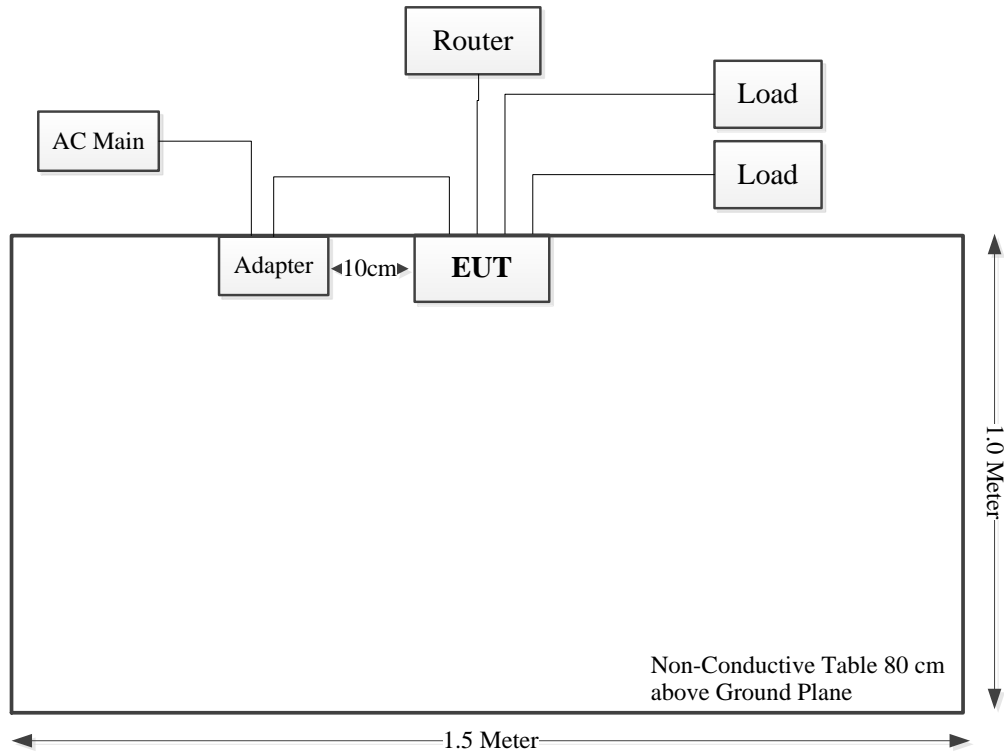 Router
Load
AC Main
Load
Adapter
10cm
EUT
1.0 Meter
Non-Conductive Table 80 cm
above Ground Plane
1.5 Meter